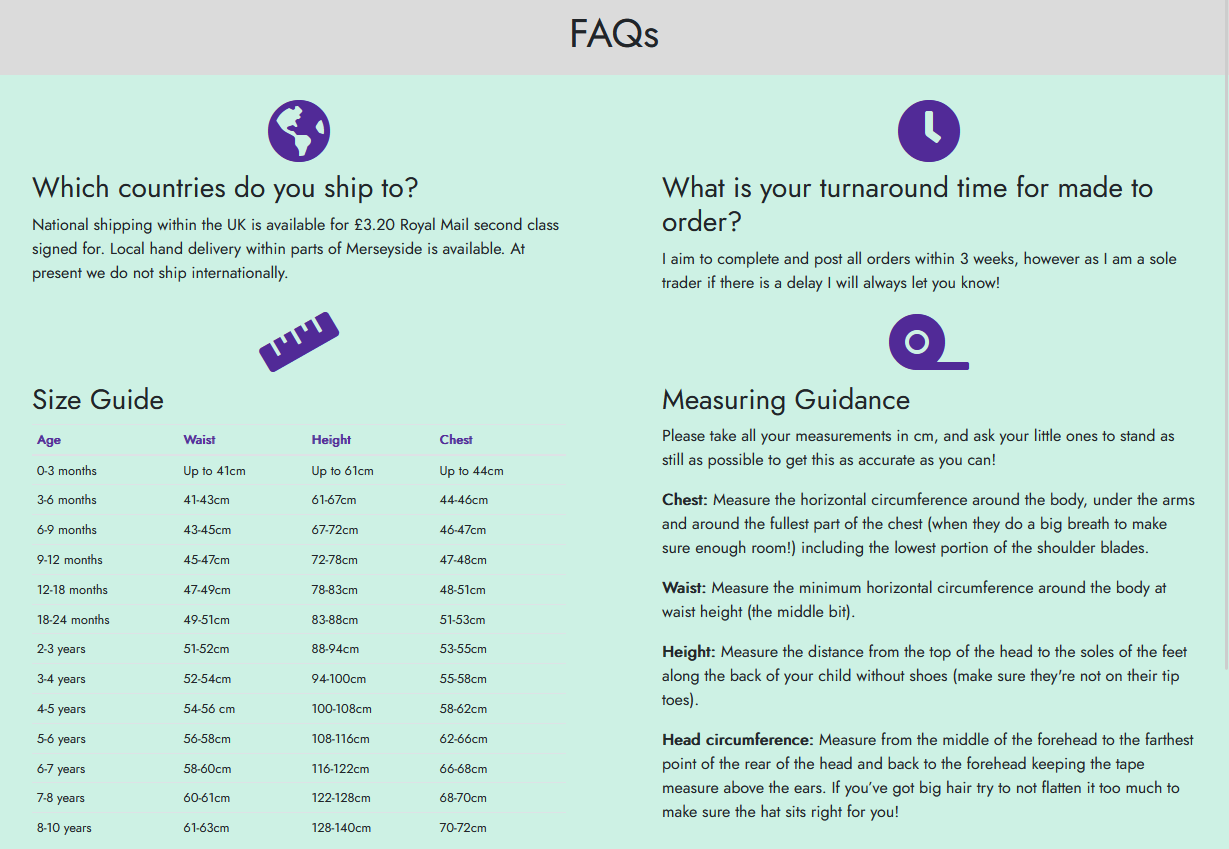 FAQs
Which countries do you ship to?
National shipping within the UK is available for £3.20 Royal Mail second class
signed for. Local hand delivery within parts of Merseyside is available. At
present we do not ship internationally.
What is your turnaround time for made to
order?
I aim to complete and post all orders within 3 weeks, however as I am a sole
trader if there is a delay I will always let you know!
Size Guide
Age Waist Height Chest
0-3 months Up to 41cm Up to 61cm Up to 44cm
3-6 months 41-43cm 61-67cm 44-46cm
6-9 months 43-45cm 67-72cm 46-47cm
9-12 months 45-47cm 72-78cm 47-48cm
12-18 months 47-49cm 78-83cm 48-51cm
18-24 months 49-51cm 83-88cm 51-53cm
2-3 years 51-52cm 88-94cm 53-55cm
3-4 years 52-54cm 94-100cm 55-58cm
4-5 years 54-56 cm 100-108cm 58-62cm
5-6 years 56-58cm 108-116cm 62-66cm
6-7 years 58-60cm 116-122cm 66-68cm
7-8 years 60-61cm 122-128cm 68-70cm
8-10 years 61-63cm 128-140cm 70-72cm
Measuring Guidance
Please take all your measurements in cm, and ask your little ones to stand as
still as possible to get this as accurate as you can!
Chest: Measure the horizontal circumference around the body, under the arms
and around the fullest part of the chest (when they do a big breath to make
sure enough room!) including the lowest portion of the shoulder blades.
Waist: Measure the minimum horizontal circumference around the body at
waist height (the middle bit).
Height: Measure the distance from the top of the head to the soles of the feet
along the back of your child without shoes (make sure they're not on their tip
toes).
Head circumference: Measure from the middle of the forehead to the farthest
point of the rear of the head and back to the forehead keeping the tape
measure above the ears. If you’ve got big hair try to not flatten it too much to
make sure the hat sits right for you!